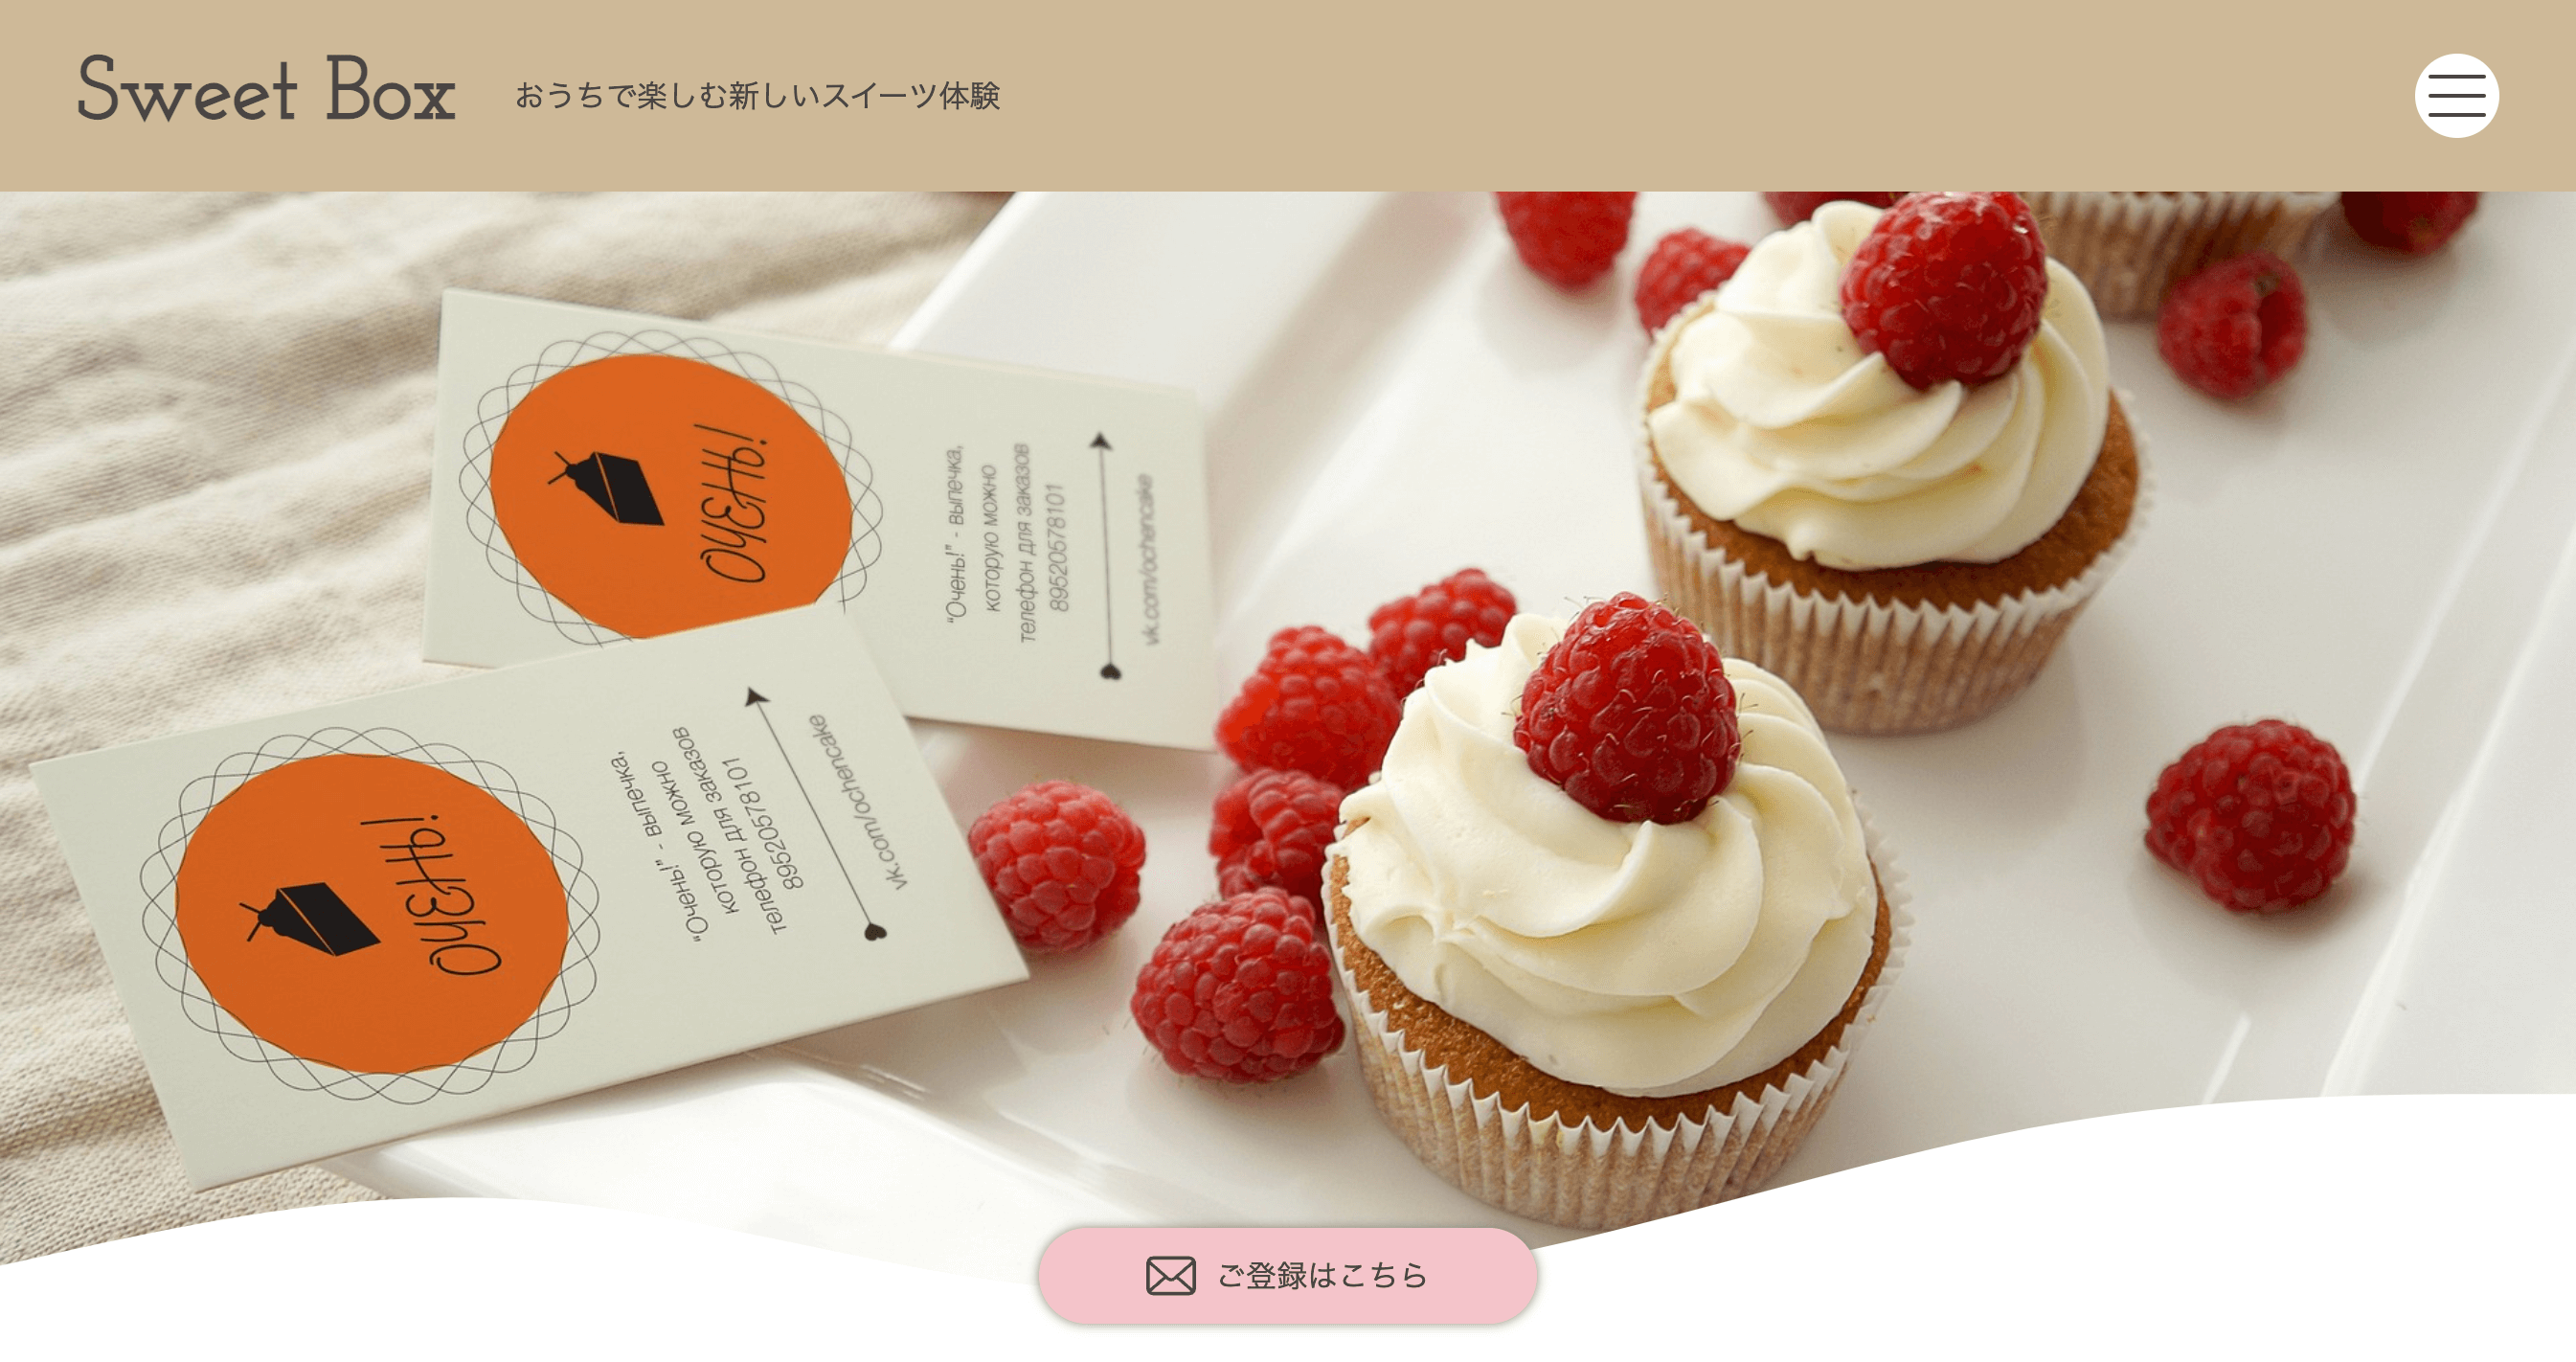 Sweet Box
おうちで楽しむ新しいスイーツ体験
ОЧЕНЬ!
"Очень!" - выпечка,
которую можно
телефон для заказов
89520578101
vk.com/ochencake
ОЧЕНЬ!
"Очень!" - выпечка,
которую можно
телефон для заказов
89520578101
vk.com/ochencake
ご登録はこちら